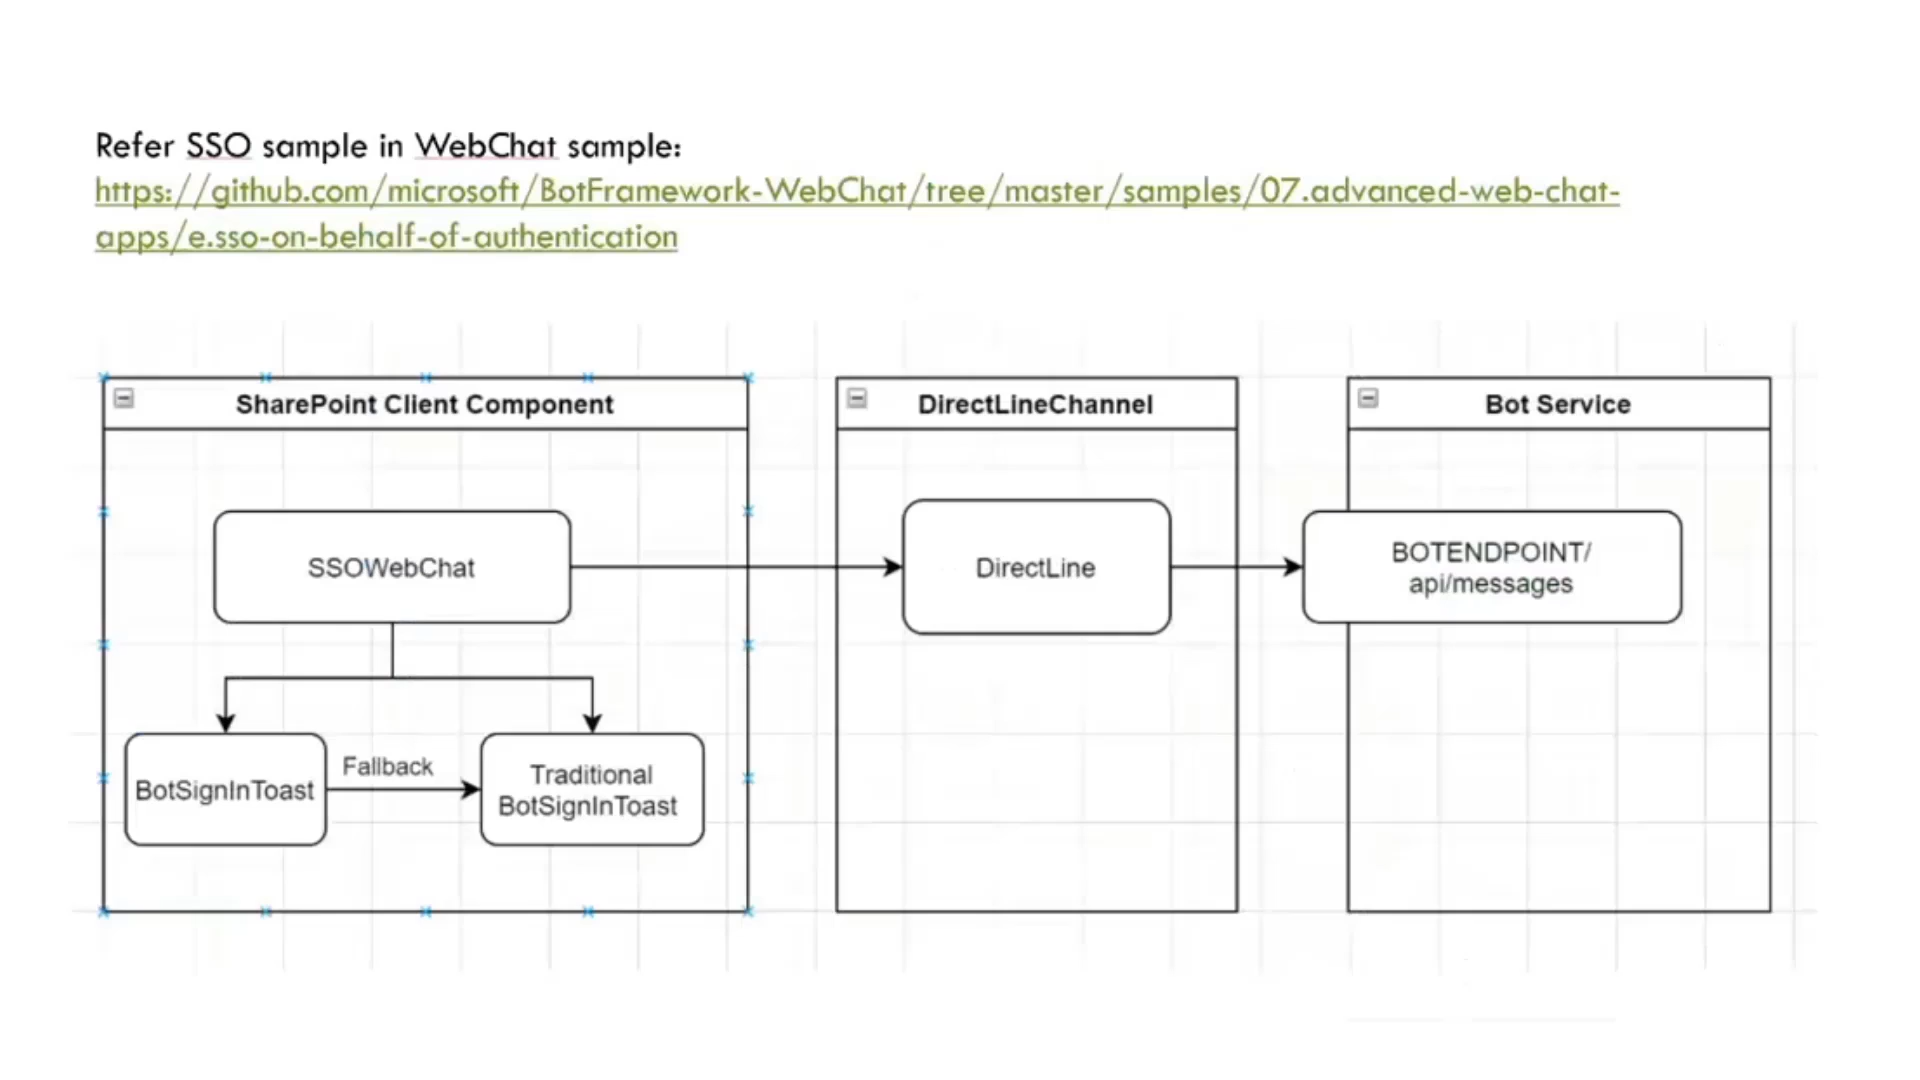 Refer SSO sample in WebChat sample:
https://github.com/microsoft/BotFramework-WebChat/tree/master/samples/07.advanced-web-chat-
apps/e.sso-on-behalf-of-authentication
SharePoint Client Component
DirectLineChannel
Bot Service
SSOWebChat
DirectLine
BOTENDPOINT/
api/messages
BotSignInToast
Fallback
Traditional
BotSignInToast